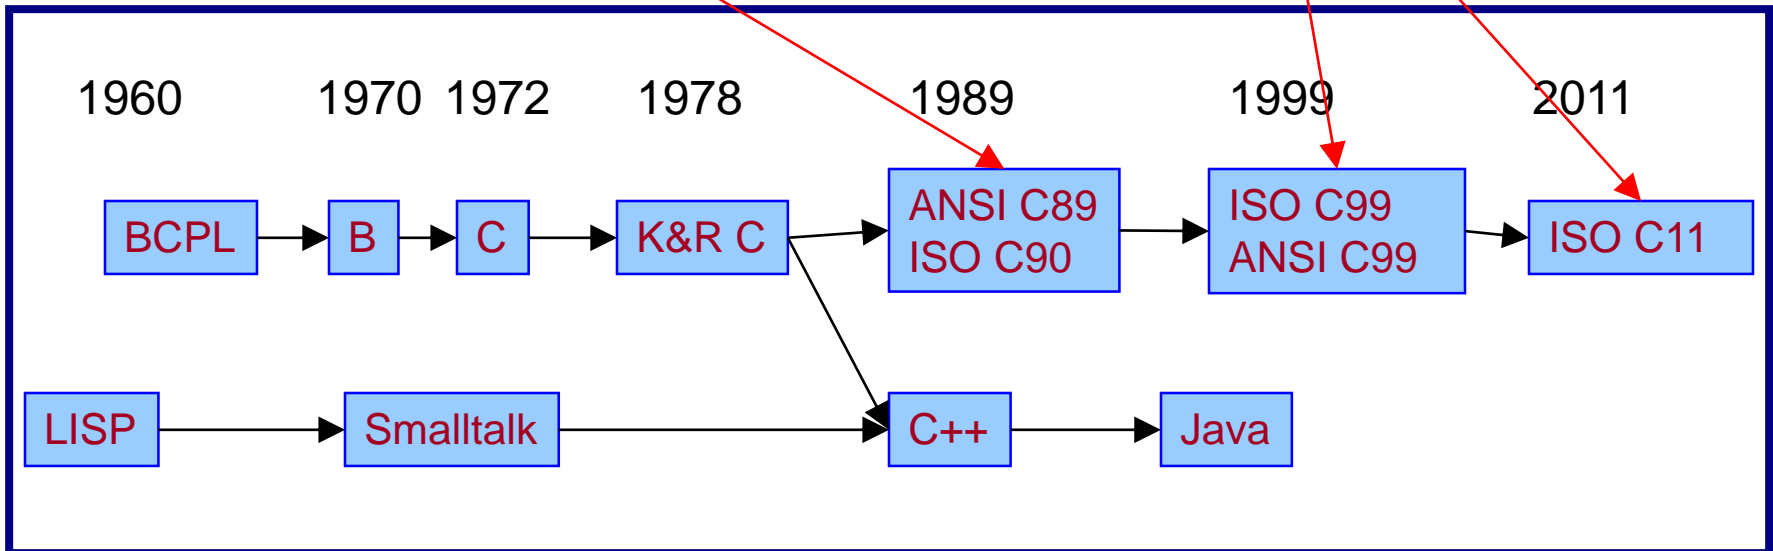 1960 1970 1972 1978 1989 1999 2011
BCPL B C K&R C ANSI C89 ISO C99 ISO C11
ISO C90 ANSI C99
LISP Smalltalk C++ Java